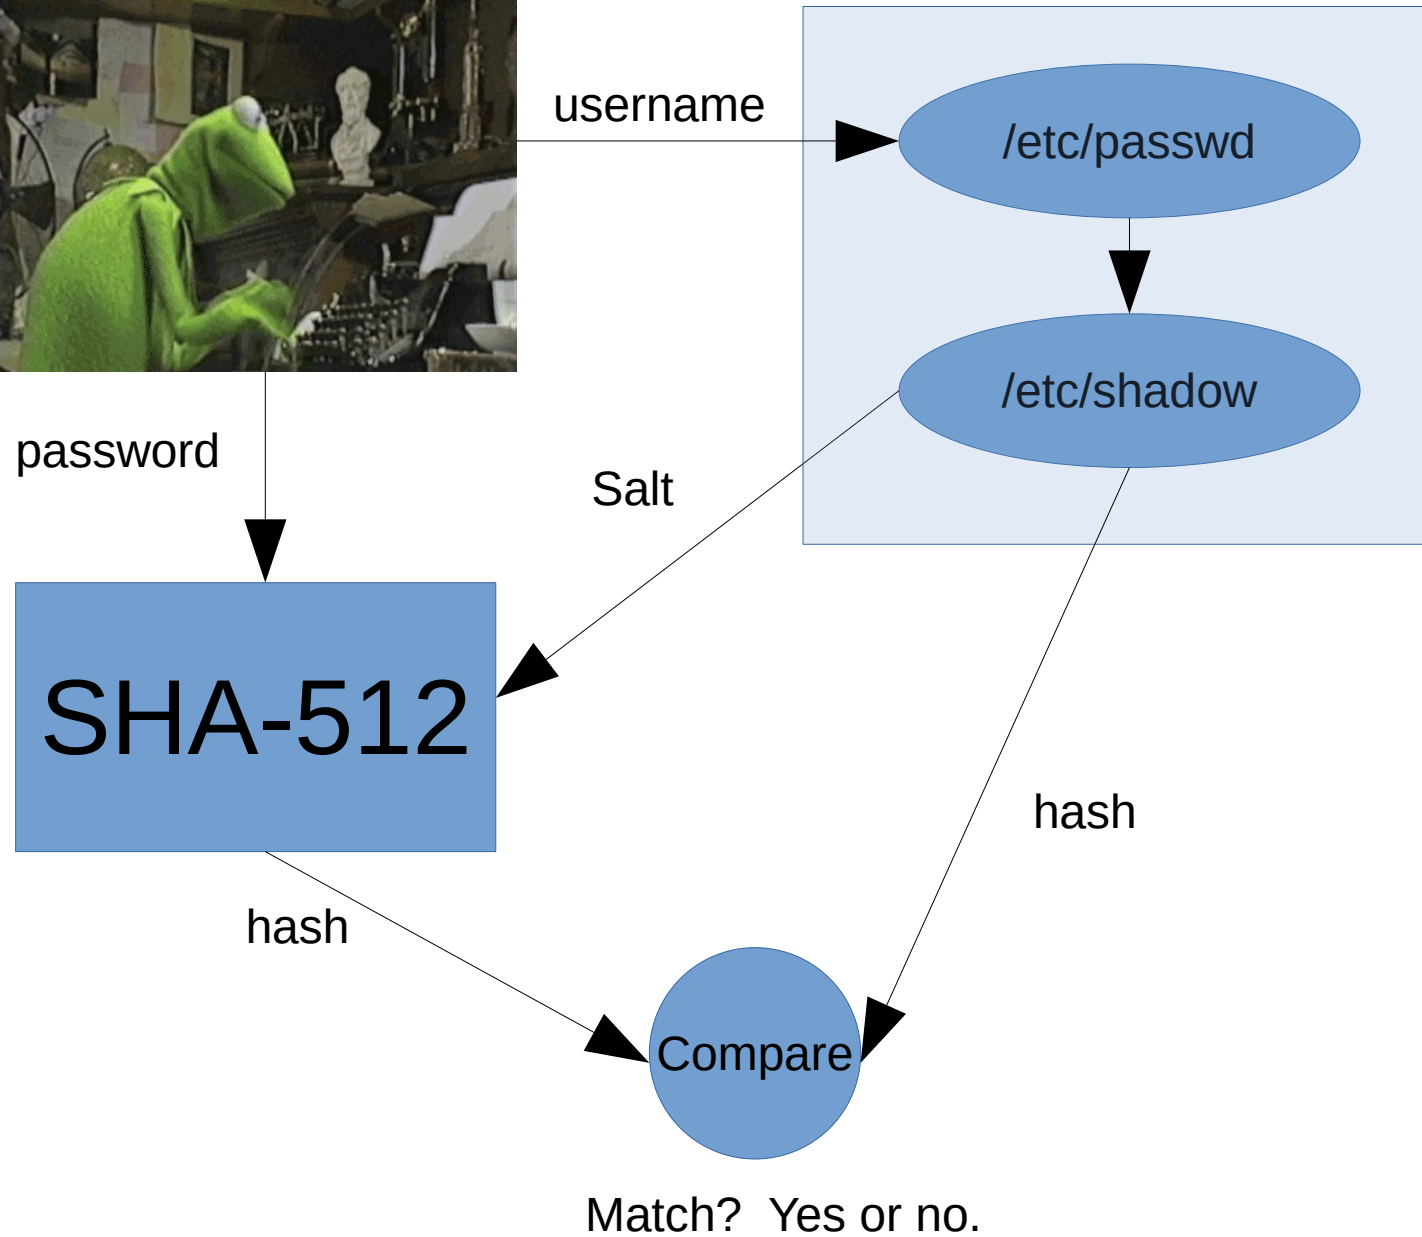 username
/etc/passwd
/etc/shadow
password
Salt
SHA-512
hash
hash
Compare
Match?  Yes or no.